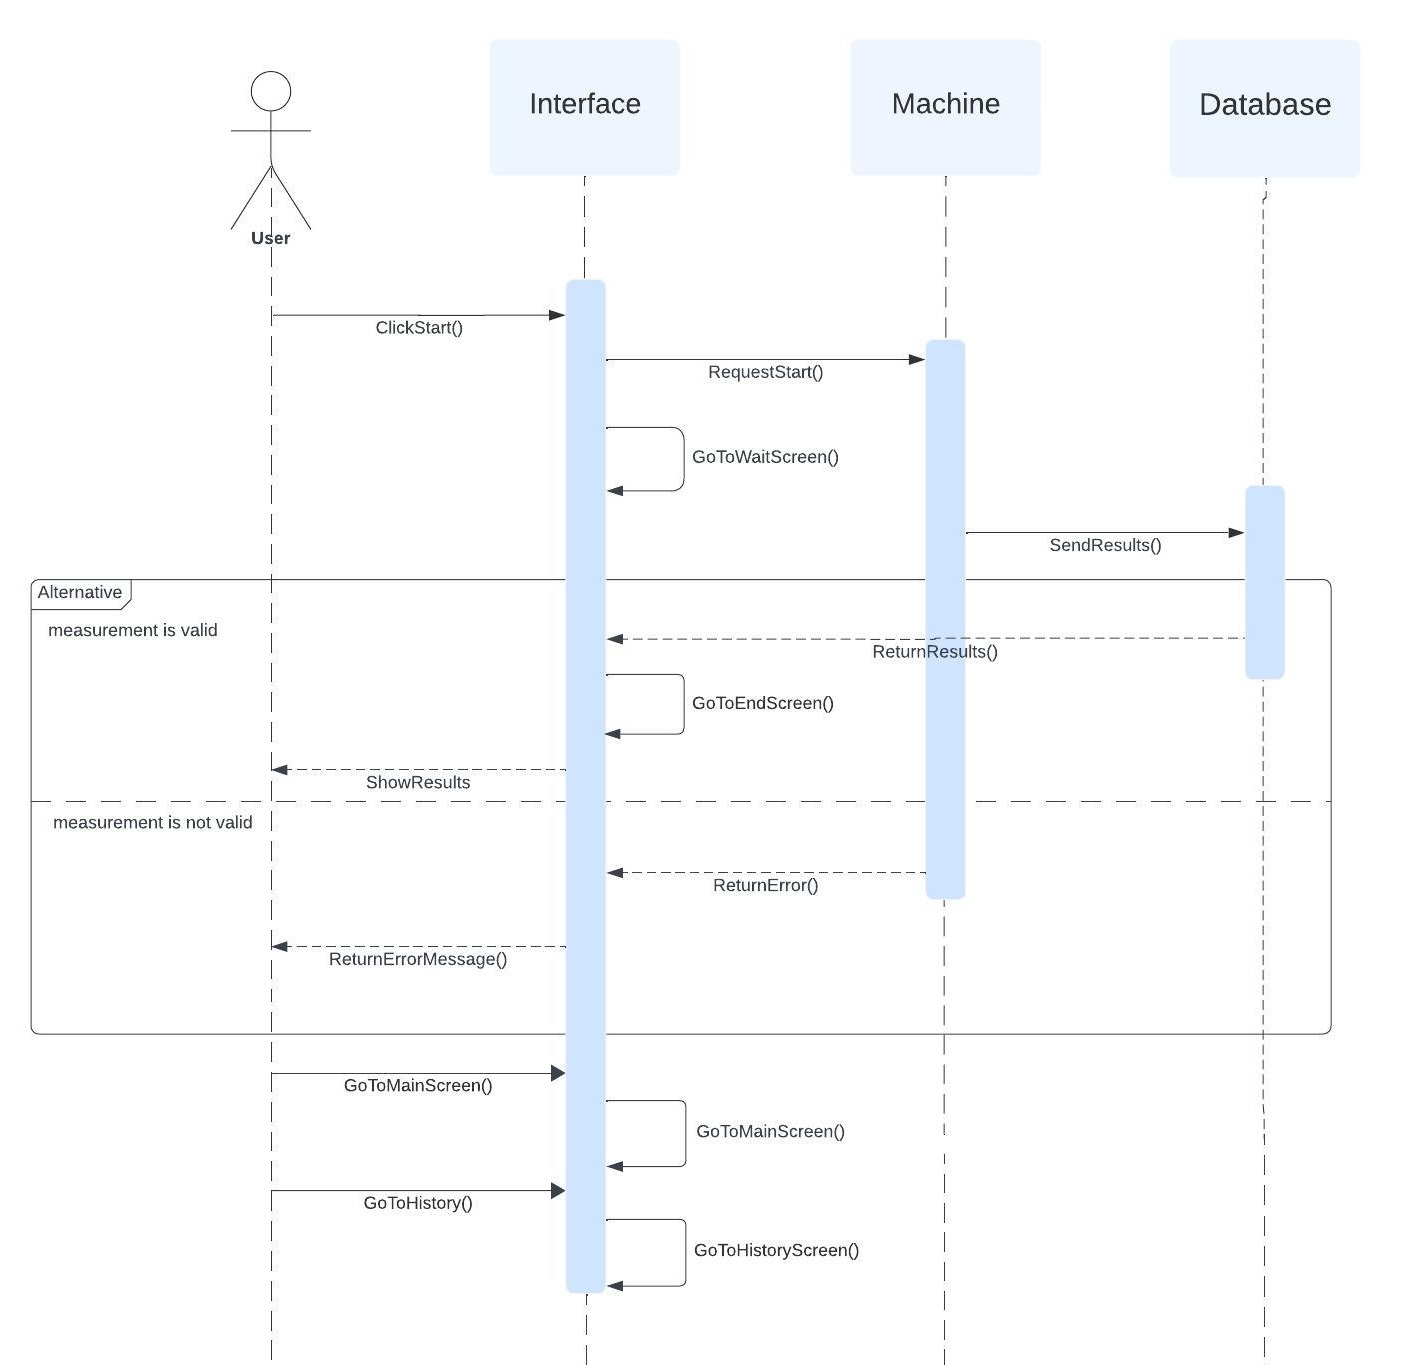 Interface
Machine
Database
User
ClickStart()
RequestStart()
GoToWaitScreen()
SendResults()
Alternative
measurement is valid
ReturnResults()
GoToEndScreen()
ShowResults
measurement is not valid
ReturnError()
ReturnErrorMessage()
GoToMainScreen()
GoToMainScreen()
GoToHistory()
GoToHistoryScreen()